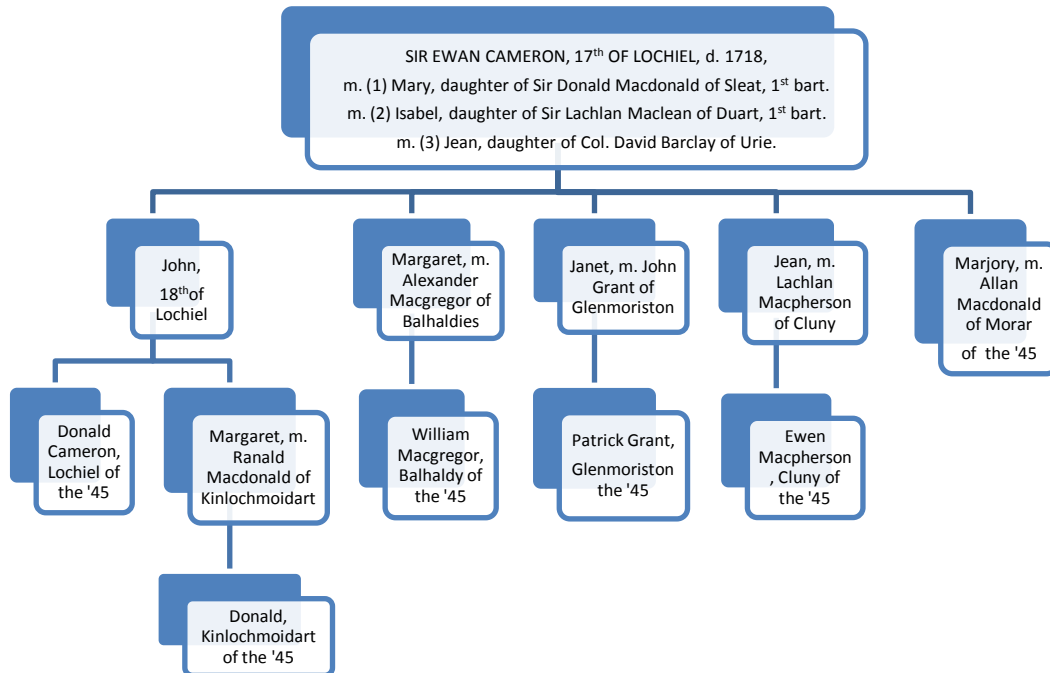 SIR EWAN CAMERON, 17th OF LOCHIEL, d. 1718,
m. (1) Mary, daughter of Sir Donald Macdonald of Sleat, 1st bart.
m. (2) Isabel, daughter of Sir Lachlan Maclean of Duart, 1st bart.
m. (3) Jean, daughter of Col. David Barclay of Urie.
John,
18thof
Lochiel
Margaret, m.
Alexander
Macgregor of
Balhaldies
Janet, m. John
Grant of
Glenmoriston
Jean, m.
Lachlan
Macpherson
of Cluny
Marjory, m.
Allan
Macdonald
of Morar
of the '45
Donald
Cameron,
Lochiel of
the '45
Margaret, m.
Ranald
Macdonald of
Kinlochmoidart
William
Macgregor,
Balhaldy of
the '45
Patrick Grant,
Glenmoriston
the '45
Ewen
Macpherson
, Cluny of
the '45
Donald,
Kinlochmoidart
of the '45